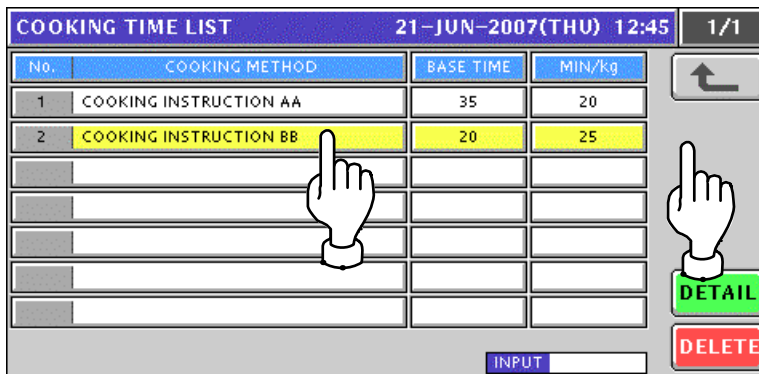 COOKING TIME LIST 21-JUN-2007(THU) 12:45 1/1
No. COOKING METHOD BASE TIME MIN/kg
1 COOKING INSTRUCTION AA 35 20
2 COOKING INSTRUCTION BB 20 25
DETAIL
DELETE
INPUT